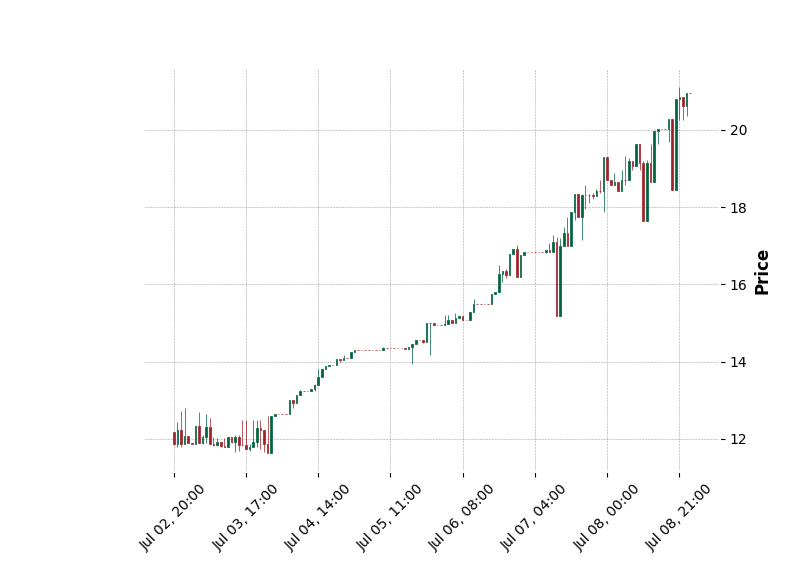 20
18
16
14
12
Price
Jul 02, 20:00
Jul 03, 17:00
Jul 04, 14:00
Jul 05, 11:00
Jul 06, 08:00
Jul 07, 04:00
Jul 08, 00:00
Jul 08, 21:00